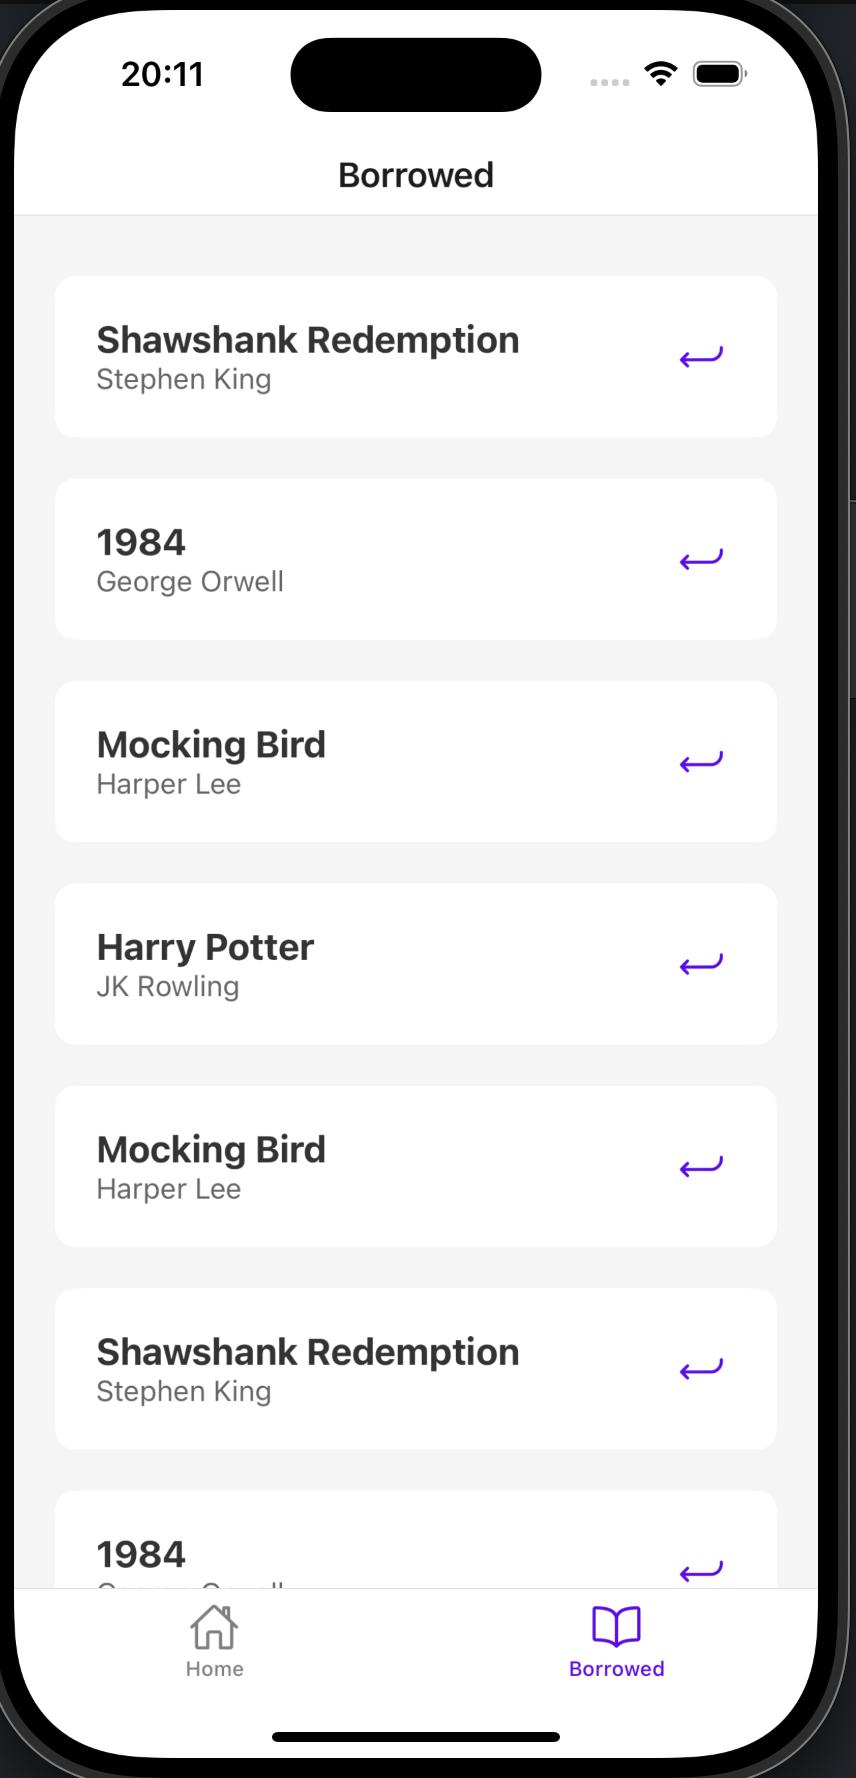 20:11
Borrowed
Shawshank Redemption
Stephen King
1984
George Orwell
Mocking Bird
Harper Lee
Harry Potter
JK Rowling
Mocking Bird
Harper Lee
Shawshank Redemption
Stephen King
1984
Home
Borrowed